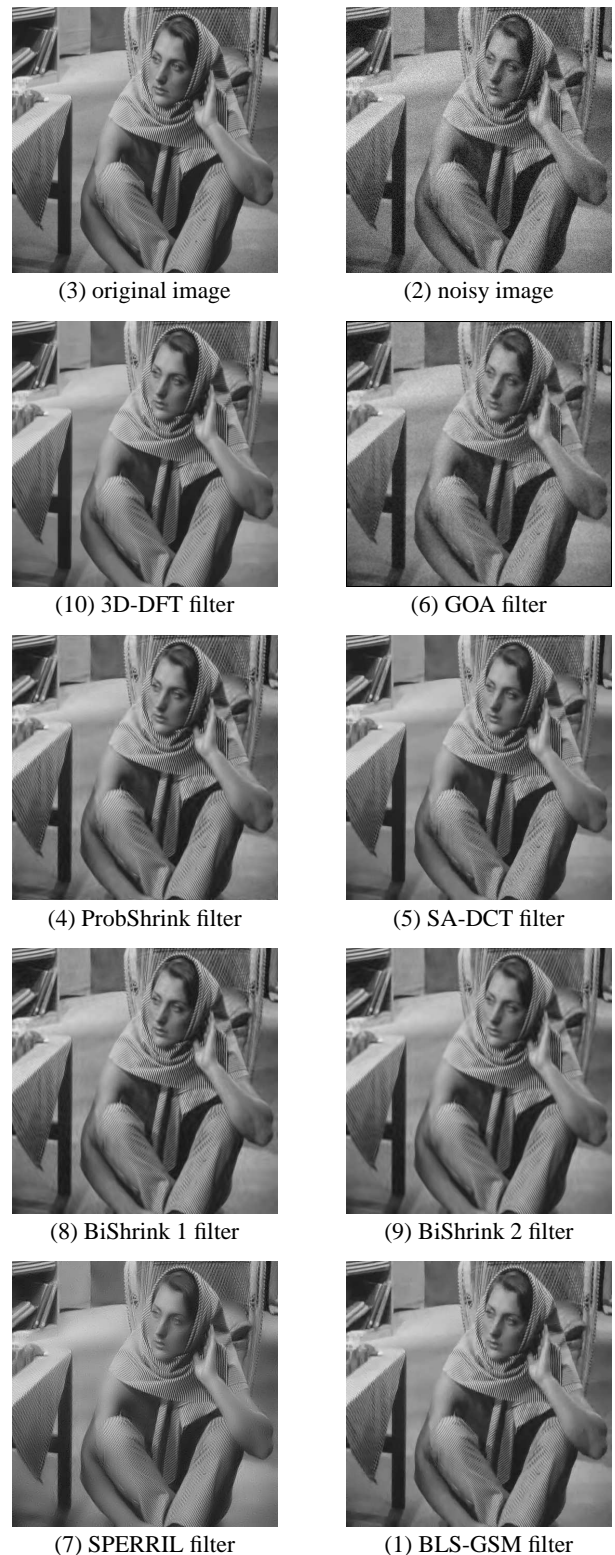 (3) original image
(2) noisy image
(10) 3D-DFT filter
(6) GOA filter
(4) ProbShrink filter
(5) SA-DCT filter
(8) BiShrink 1 filter
(9) BiShrink 2 filter
(7) SPERRIL filter
(1) BLS-GSM filter